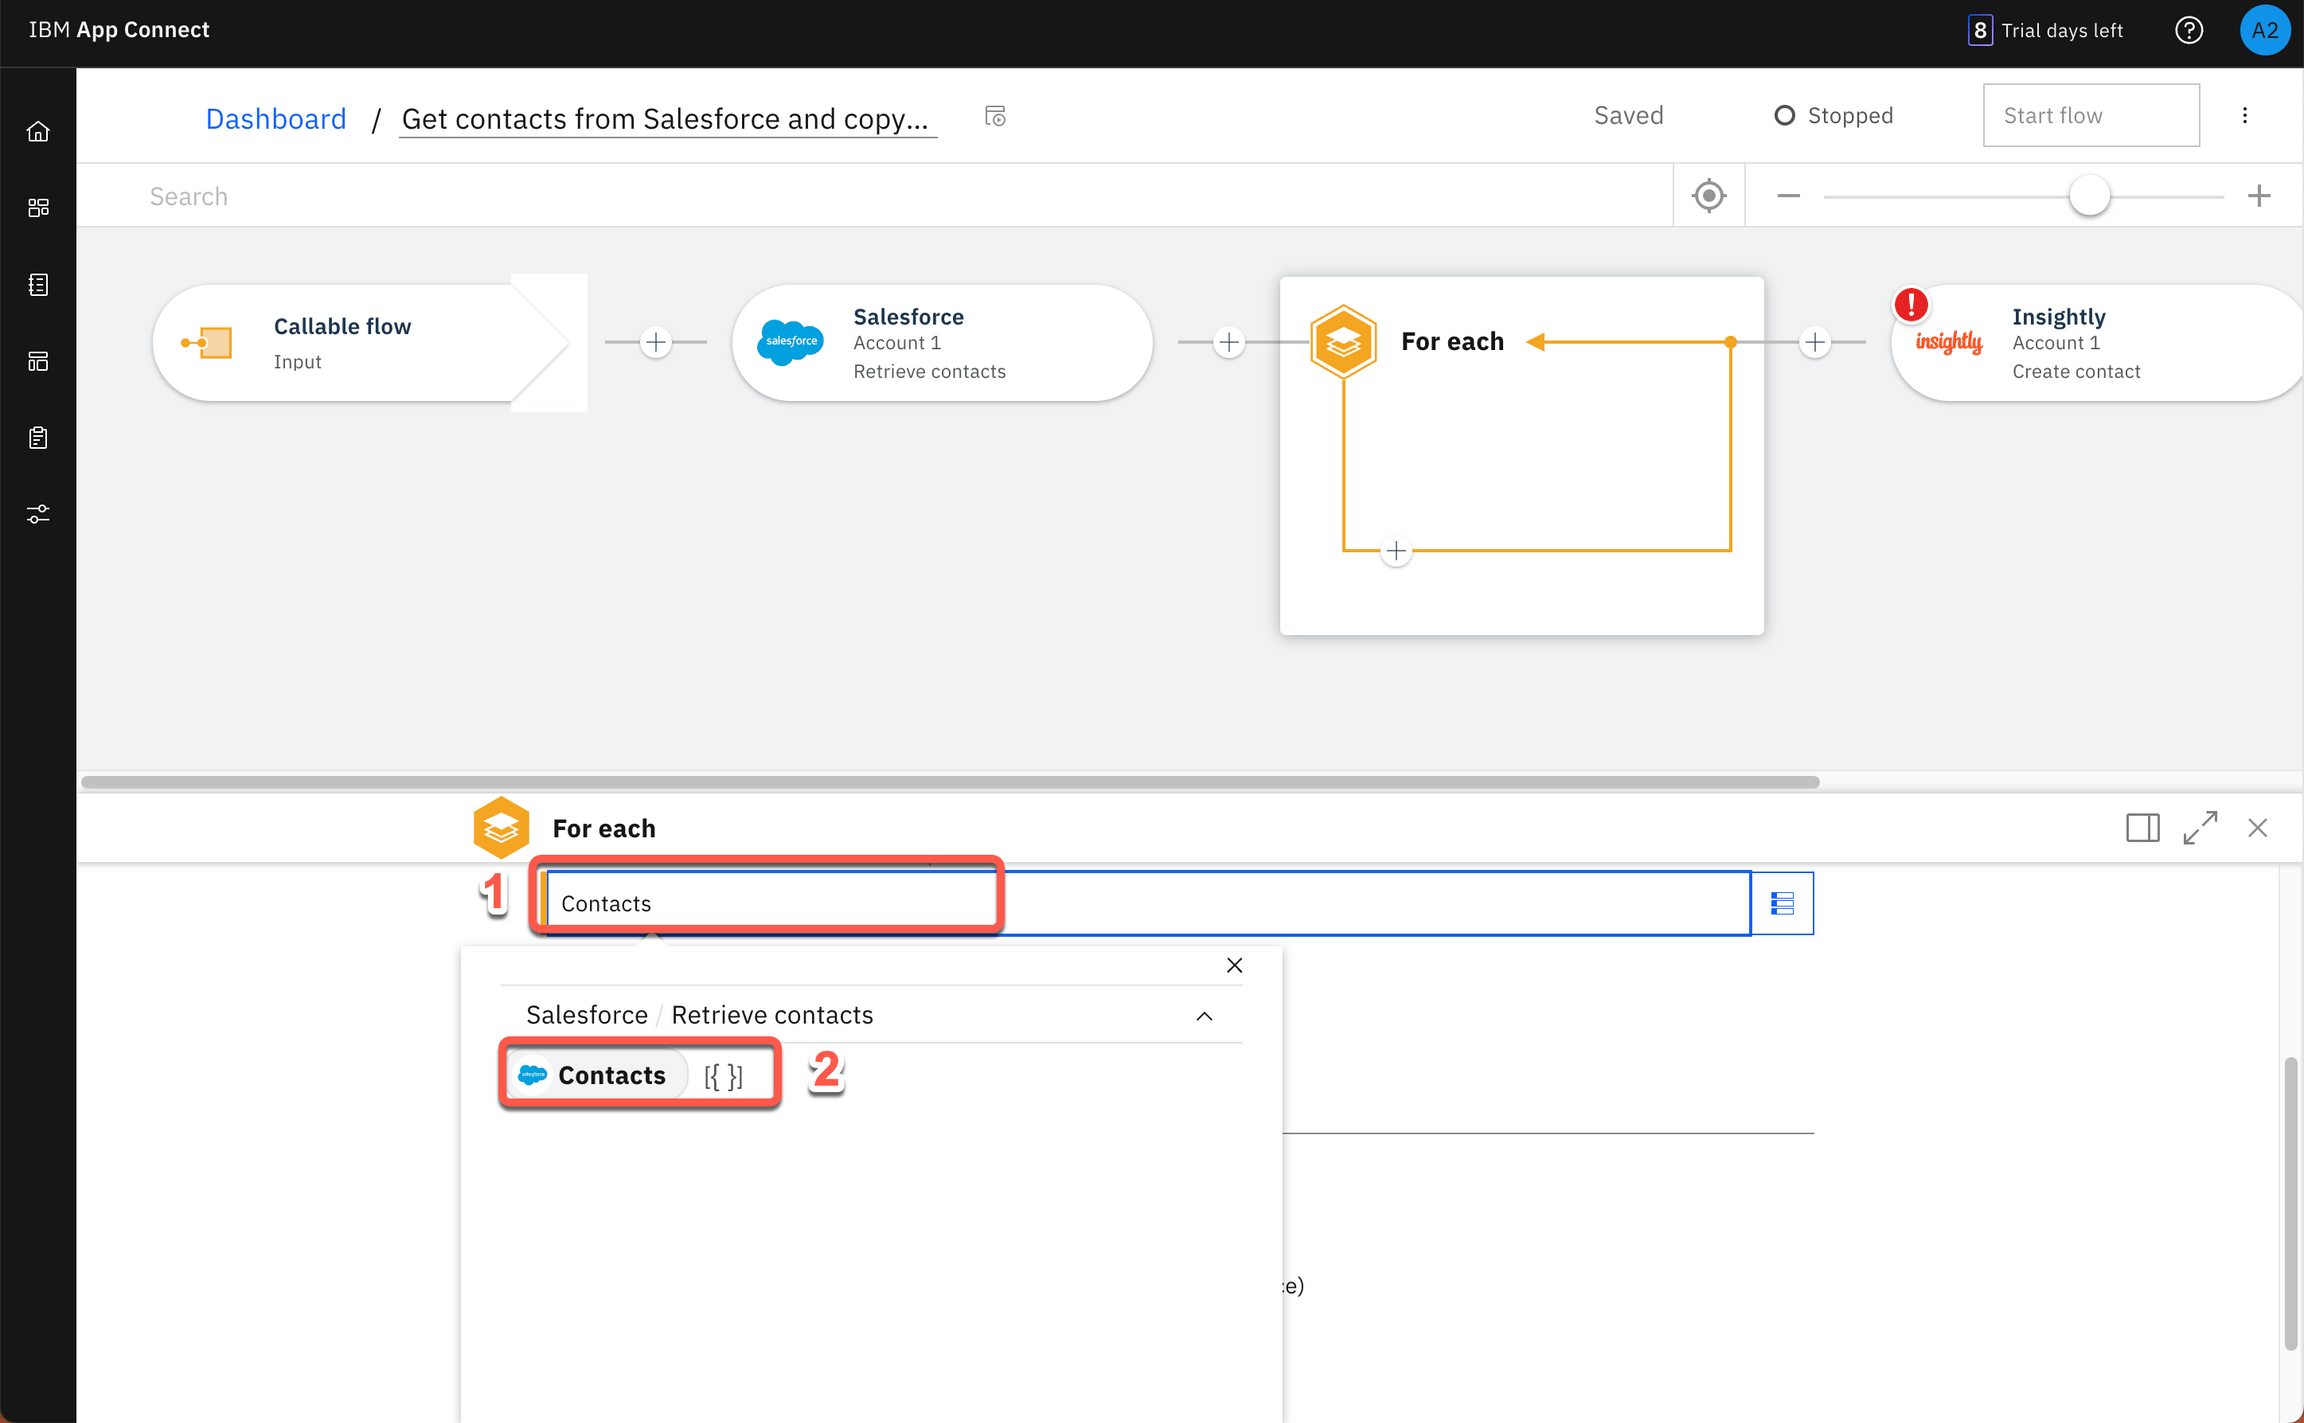 IBM App Connect
8 Trial days left
A2
Dashboard / Get contacts from Salesforce and copy...
Saved
Stopped
Start flow
Search
Callable flow
Input
salesforce
Salesforce
Account 1
Retrieve contacts
For each
insightly
Insightly
Account 1
Create contact
For each
1
Contacts
Salesforce / Retrieve contacts
Contacts [{ }]
2
ce)